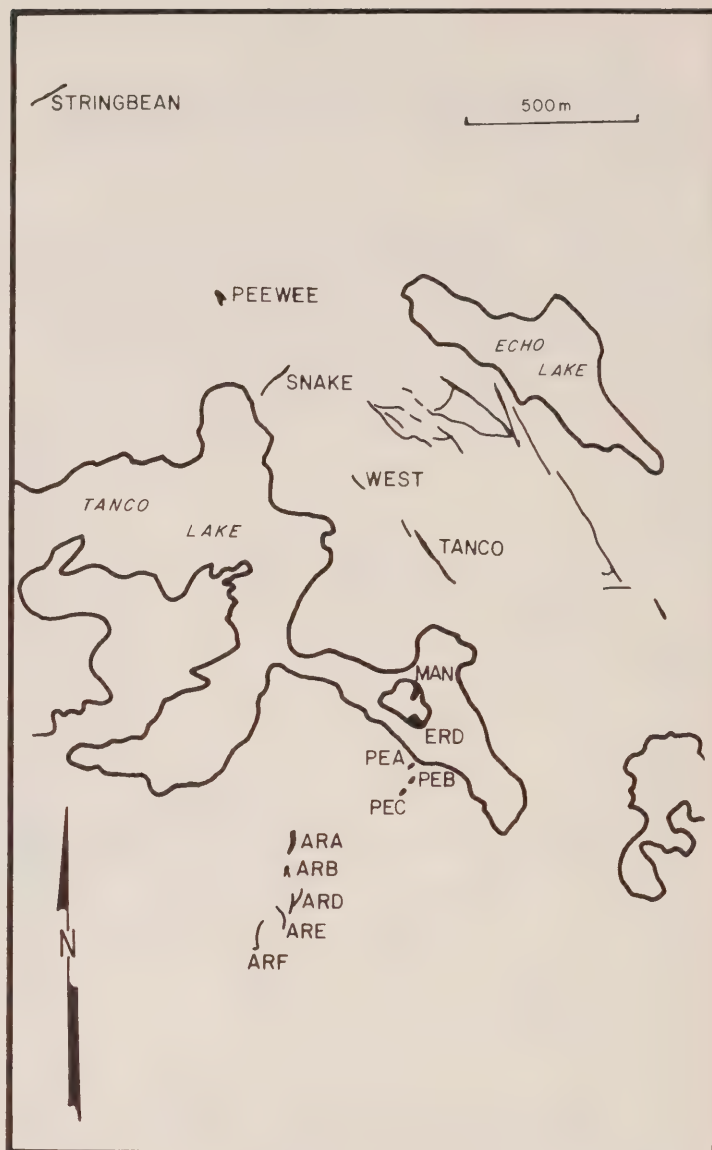 STRINGBEAN
500m
PEEWEE
ECHO
LAKE
SNAKE
WEST
TANCO
LAKE
TANCO
MAN
ERD
PEA
PEB
PEC
ARA
ARB
ARD
ARE
ARF
N